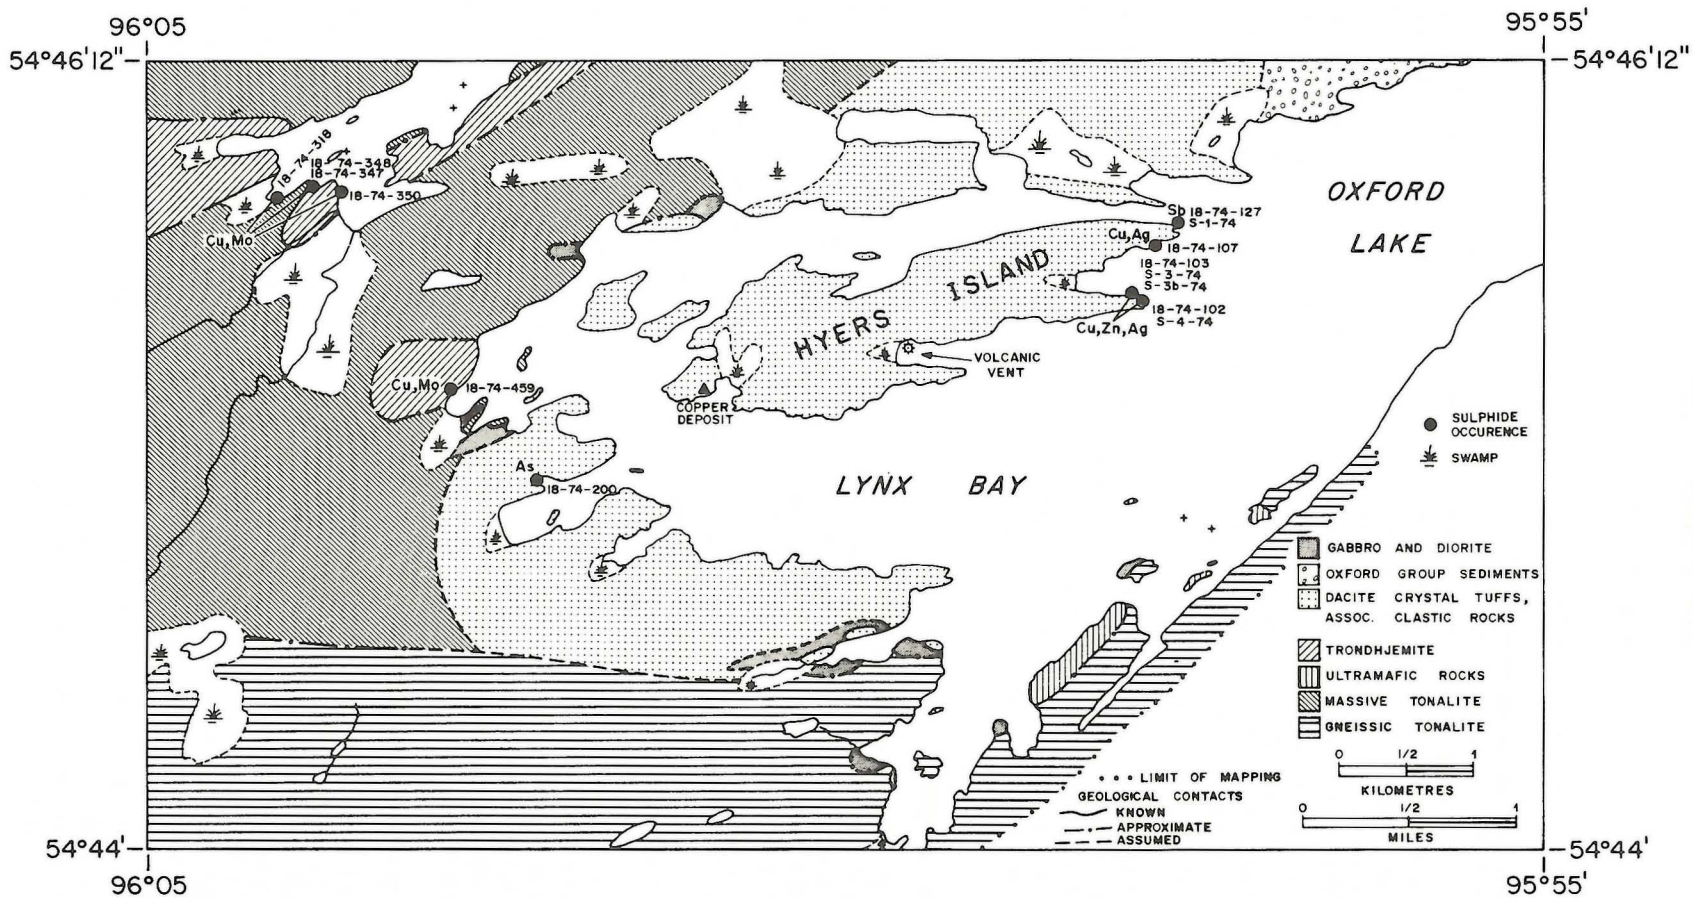 96°05
95°55'
54°46'12"
54°46'12"
18-74-318
18-74-348
18-74-347
18-74-350
Cu,Mo
OXFORD
LAKE
Sb 18-74-127
S-1-74
Cu,Ag
18-74-107
18-74-103
S-3-74
S-3b-74
18-74-102
S-4-74
Cu,Zn,Ag
HYERS ISLAND
VOLCANIC
VENT
Cu,Mo
18-74-459
COPPER
DEPOSIT
As
18-74-200
LYNX BAY
SULPHIDE
OCCURENCE
SWAMP
GABBRO AND DIORITE
OXFORD GROUP SEDIMENTS
DACITE CRYSTAL TUFFS,
ASSOC. CLASTIC ROCKS
TRONDHJEMITE
ULTRAMAFIC ROCKS
MASSIVE TONALITE
GNEISSIC TONALITE
0 1/2 1
KILOMETRES
0 1/2 1
MILES
LIMIT OF MAPPING
GEOLOGICAL CONTACTS
KNOWN
APPROXIMATE
ASSUMED
54°44'
54°44'
96°05
95°55'